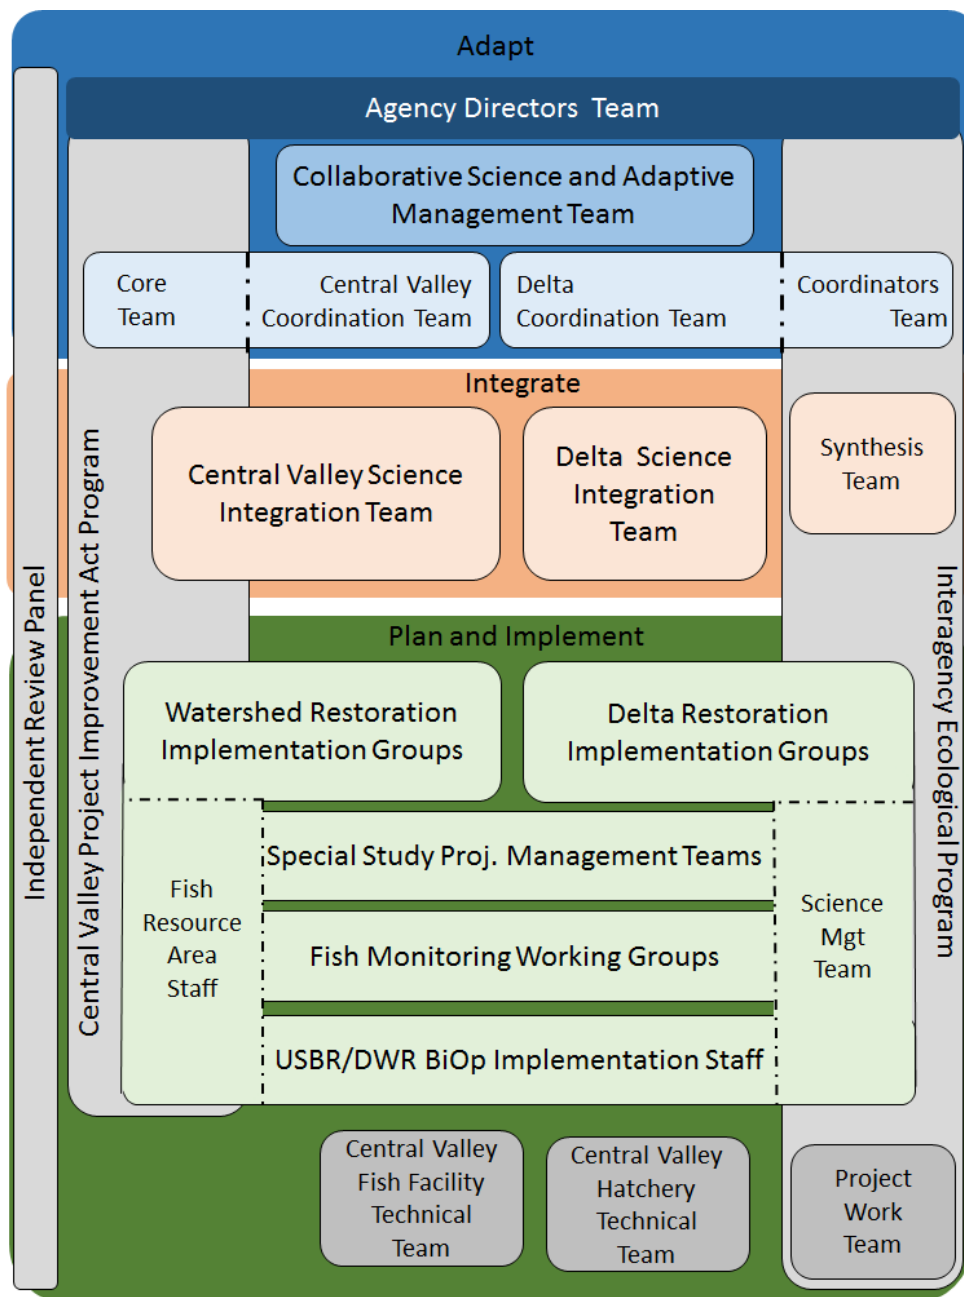 Adapt
Agency Directors Team
Collaborative Science and Adaptive
Management Team
Core
Team
Central Valley
Coordination Team
Delta
Coordination Team
Coordinators
Team
Integrate
Central Valley Science
Integration Team
Delta Science
Integration
Team
Synthesis
Team
Independent Review Panel
Central Valley Project Improvement Act Program
Interagency Ecological Program
Plan and Implement
Watershed Restoration
Implementation Groups
Delta Restoration
Implementation Groups
Special Study Proj. Management Teams
Fish
Resource
Area
Staff
Fish Monitoring Working Groups
Science
Mgt
Team
USBR/DWR BiOp Implementation Staff
Central Valley
Fish Facility
Technical
Team
Central Valley
Hatchery
Technical
Team
Project
Work
Team